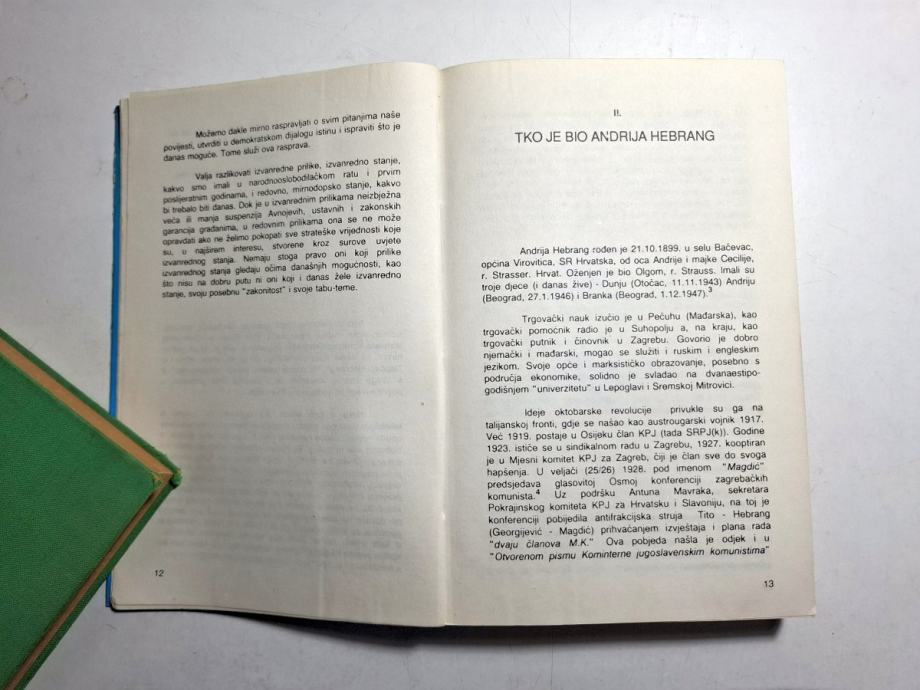 Možemo dakle mirno raspravljati o svim pitanjima naše
povijesti, utvrditi u demokratskom dijalogu istinu i ispraviti što je
danas moguće. Tome služi ova rasprava.
Valja razlikovati izvanredne prilike, izvanredno stanje,
kakvo smo imali u narodnooslobodilačkom ratu i prvim
poslijeratnim godinama, i redovno, mirnodopsko stanje, kakvo
bi trebalo biti danas. Dok je u izvanrednim prilikama neizbježna
veća ili manja suspenzija Avnojevih, ustavnih i zakonskih
garancija građanima, u redovnim prilikama ona se ne može
opravdati ako ne želimo pokopati sve strateške vrijednosti koje
su, u najširem interesu, stvorene kroz surove uvjete
izvanrednog stanja. Nemaju stoga pravo oni koji prilike
izvanrednog stanja gledaju očima današnjih mogućnosti, kao
što nisu na dobru putu ni oni koji i danas žele izvanredno
stanje, svoju posebnu "zakonitost" i svoje tabu-teme.
12
II.
TKO JE BIO ANDRIJA HEBRANG
Andrija Hebrang rođen je 21.10.1899. u selu Bačevac,
općina Virovitica, SR Hrvatska, od oca Andrije i majke Cecilije,
r. Strasser. Hrvat. Oženjen je bio Olgom, r. Strauss. Imali su
troje djece (i danas žive) - Dunju (Otočac, 11.11.1943) Andriju
(Beograd, 27.1.1946) i Branka (Beograd, 1.12.1947).3
Trgovački nauk izučio je u Pečuhu (Mađarska), kao
trgovački pomoćnik radio je u Suhopolju a, na kraju, kao
trgovački putnik i činovnik u Zagrebu. Govorio je dobro
njemački i mađarski, mogao se služiti i ruskim i engleskim
jezikom. Svoje opće i marksističko obrazovanje, posebno s
područja ekonomike, solidno je svladao na dvanaestipo-
godišnjem "univerzitetu" u Lepoglavi i Sremskoj Mitrovici.
Ideje oktobarske revolucije privukle su ga na
talijanskoj fronti, gdje se našao kao austrougarski vojnik 1917.
Već 1919. postaje u Osijeku član KPJ (tada SRPJ(k)). Godine
1923. ističe se u sindikalnom radu u Zagrebu, 1927. kooptiran
je u Mjesni komitet KPJ za Zagreb, čiji je član sve do svoga
hapšenja. U veljači (25/26) 1928. pod imenom "Magdić"
predsjedava glasovitoj Osmoj konferenciji zagrebačkih
komunista.4 Uz podršku Antuna Mavraka, sekretara
Pokrajinskog komiteta KPJ za Hrvatsku i Slavoniju, na toj je
konferenciji pobijedila antifrakcijska struja Tito - Hebrang
(Georgijević - Magdić) prihvaćanjem izvještaja i plana rada
"dvaju članova M.K." Ova pobjeda našla je odjek i u
"Otvorenom pismu Kominterne jugoslavenskim komunistima"
13